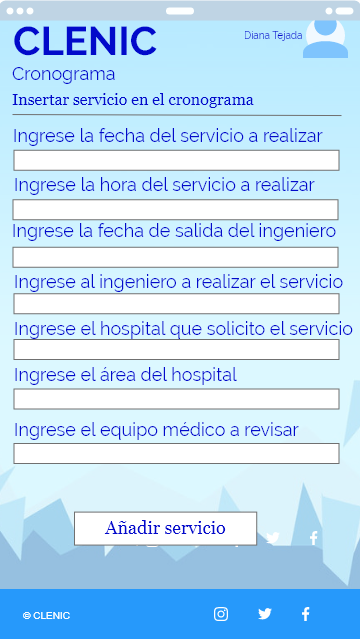 CLENIC
Diana Tejada
Cronograma
Insertar servicio en el cronograma
Ingrese la fecha del servicio a realizar
Ingrese la hora del servicio a realizar
Ingrese la fecha de salida del ingeniero
Ingrese al ingeniero a realizar el servicio
Ingrese el hospital que solicito el servicio
Ingrese el área del hospital
Ingrese el equipo médico a revisar
Añadir servicio
© CLENIC